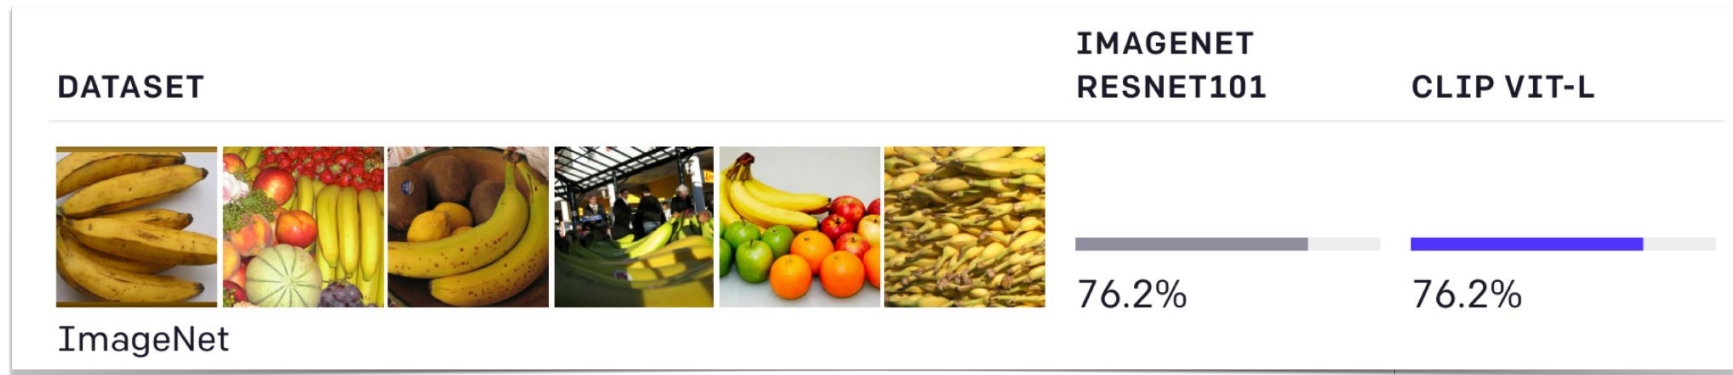 DATASET
IMAGENET
RESNET101
CLIP VIT-L
76.2%
76.2%
ImageNet